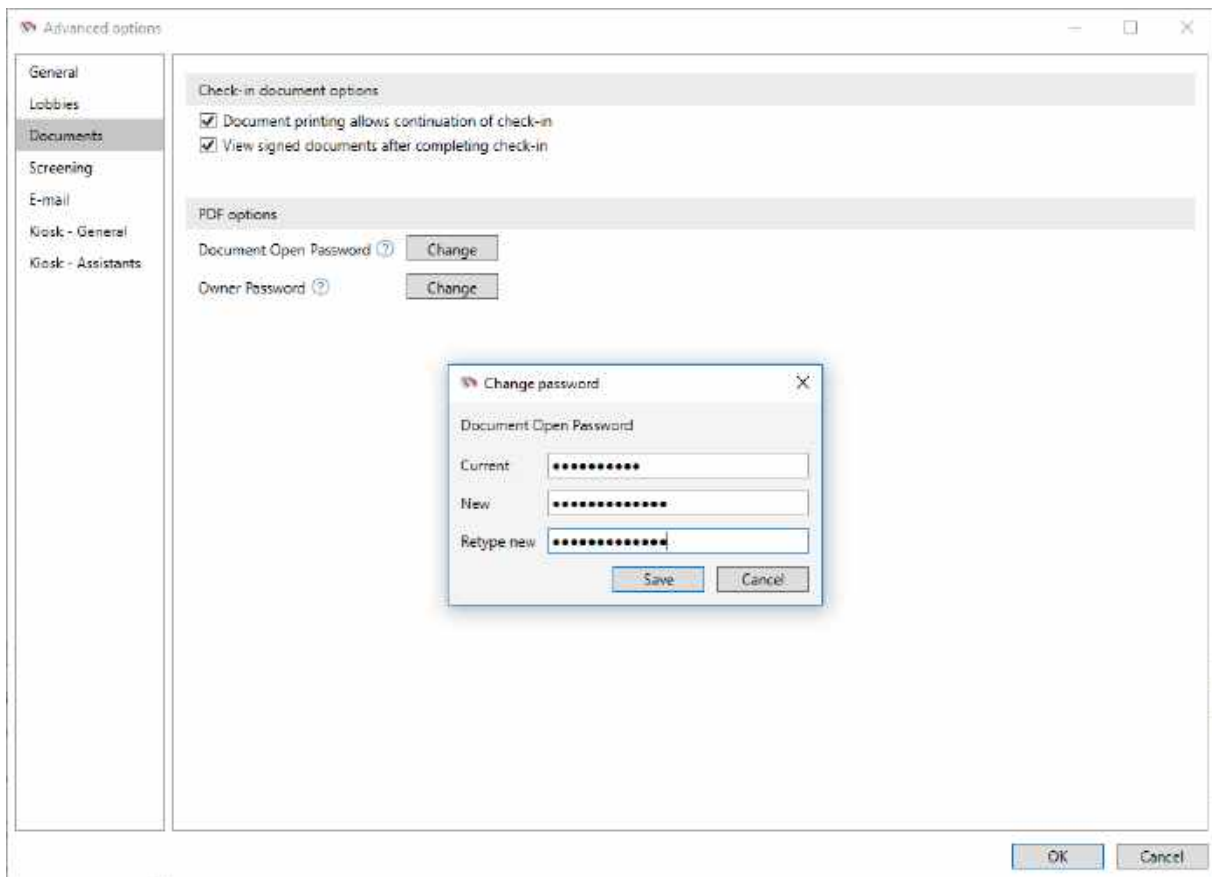 Advanced options
General
Lobbies
Documents
Screening
E-mail
Kiosk - General
Kiosk - Assistants
Check-in document options
Document printing allows continuation of check-in
View signed documents after completing check-in
PDF options
Document Open Password ? Change
Owner Password ? Change
Change password
Document Open Password
Current ••••••••••
New •••••••••••••
Retype new •••••••••••••
Save Cancel
OK Cancel